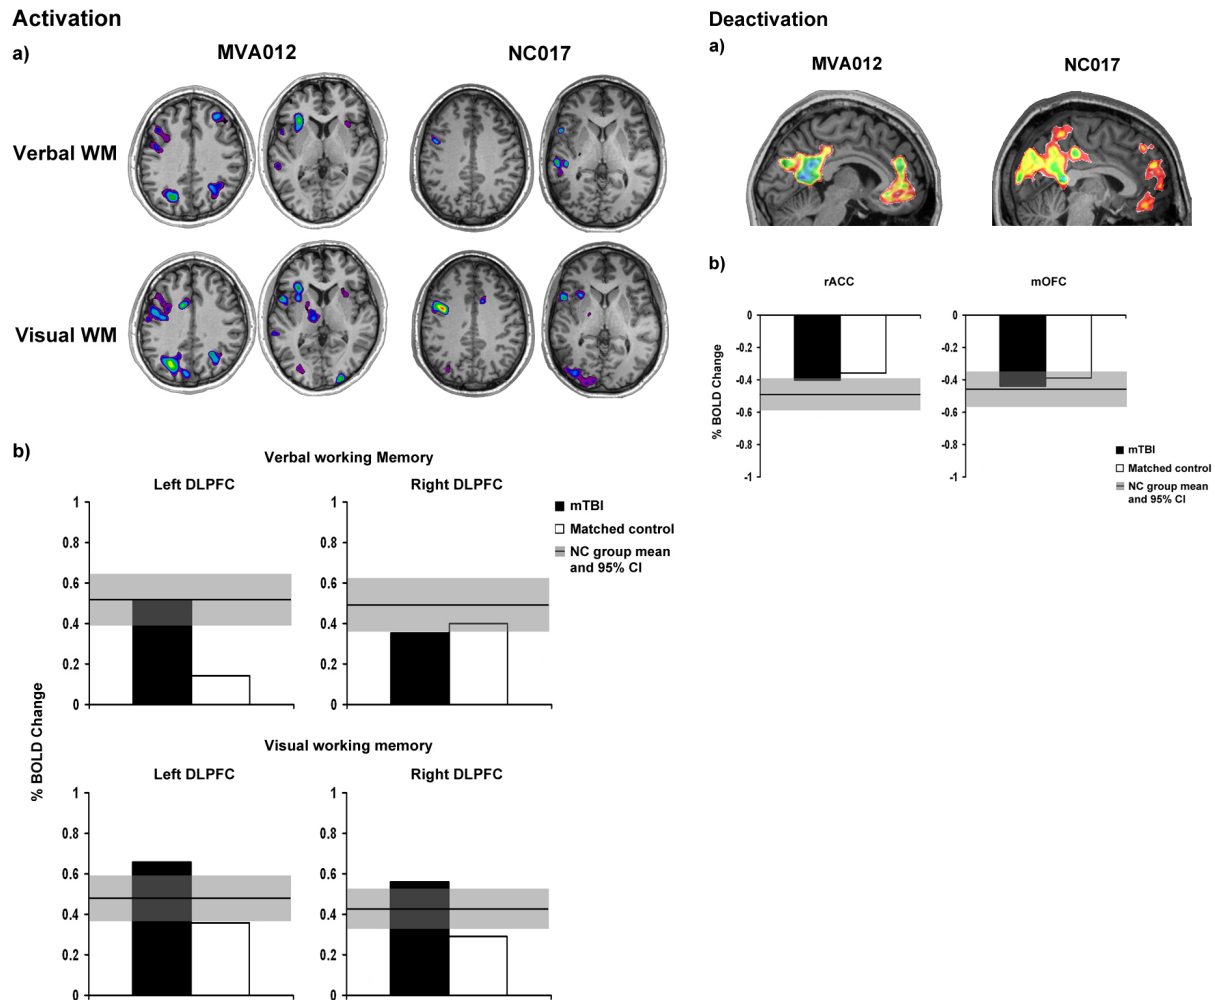 Activation
a)
MVA012
NC017
Verbal WM
Visual WM
b)
Verbal working Memory
Left DLPFC
Right DLPFC
1
0.8
0.6
0.4
0.2
0
1
0.8
0.6
0.4
0.2
0
mTBI
Matched control
NC group mean
and 95% CI
% BOLD Change
Visual working memory
Left DLPFC
Right DLPFC
1
0.8
0.6
0.4
0.2
0
1
0.8
0.6
0.4
0.2
0
Deactivation
a)
MVA012
NC017
b)
rACC
mOFC
% BOLD Change
0
-0.2
-0.4
-0.6
-0.8
-1
0
-0.2
-0.4
-0.6
-0.8
-1
mTBI
Matched control
NC group mean
and 95% CI